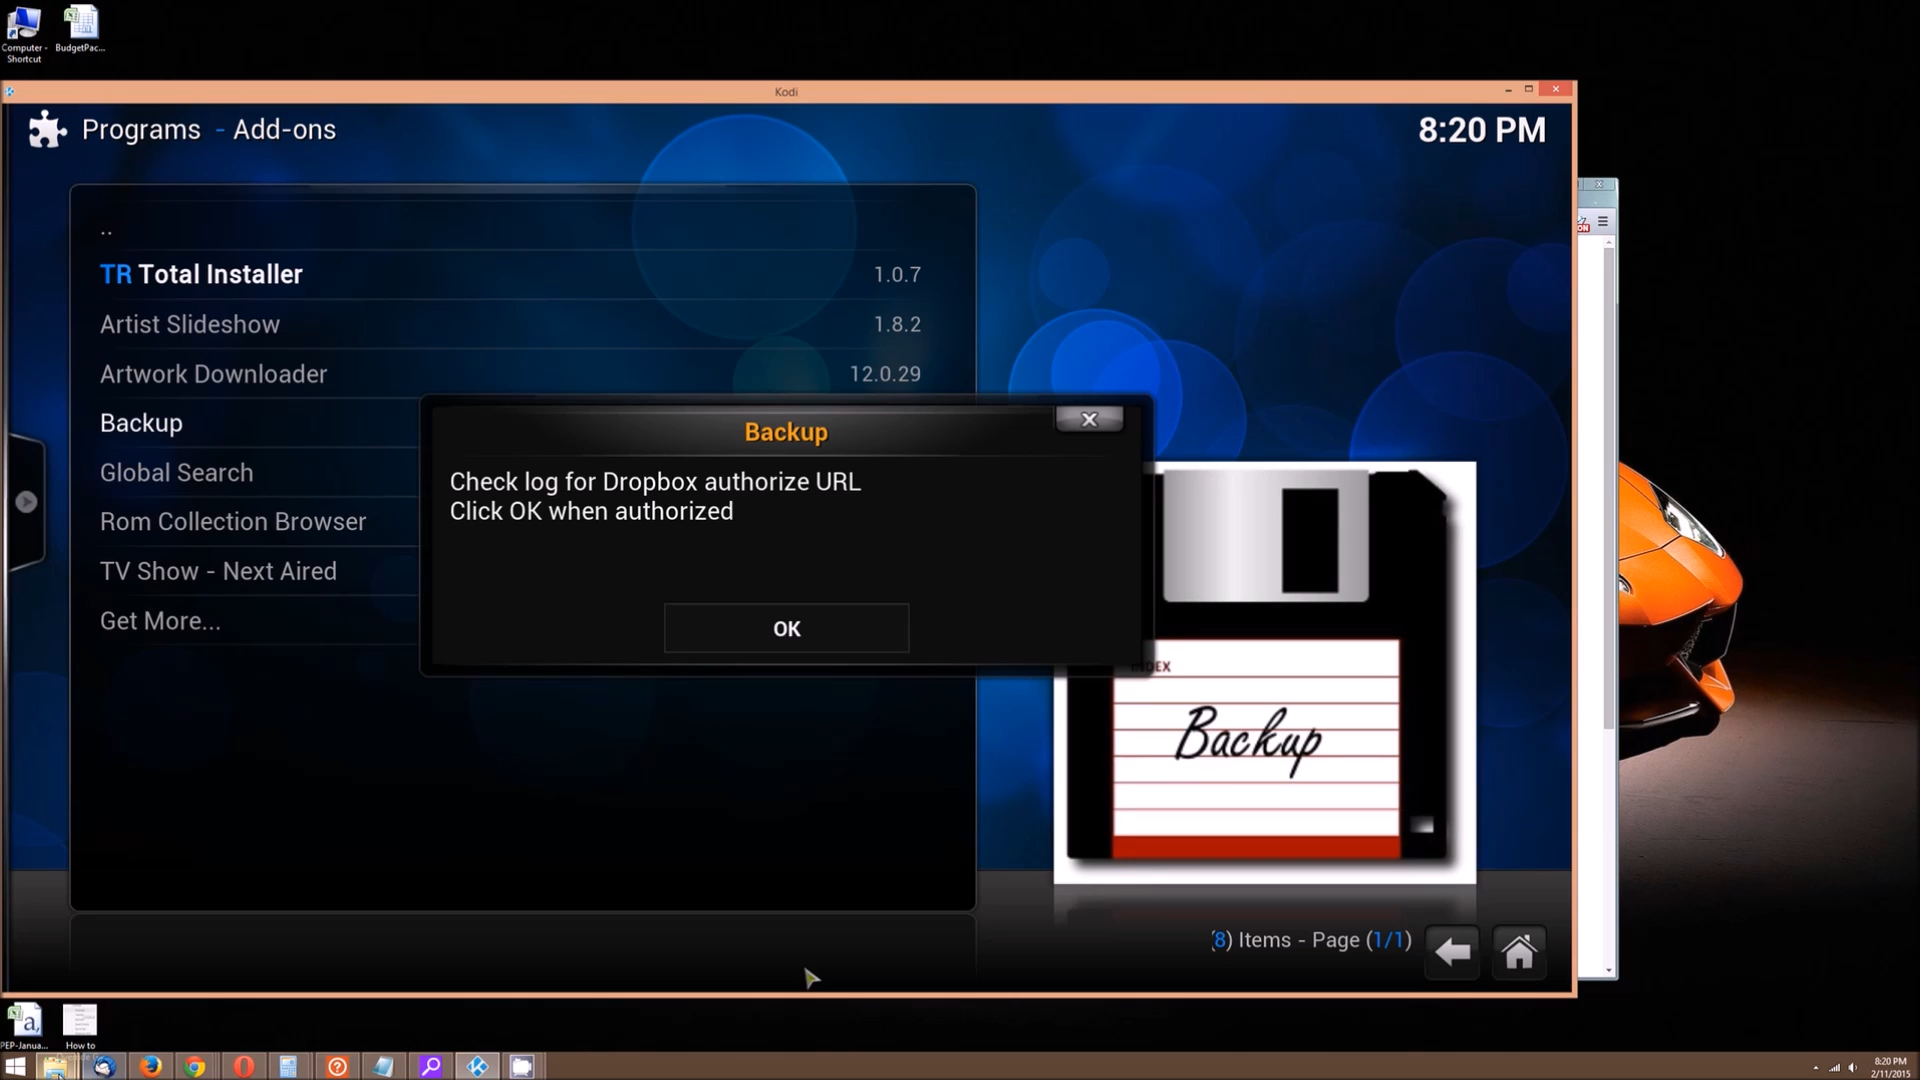 Computer -
Shortcut
BudgetPac...
Kodi
Programs - Add-ons
8:20 PM
..
TR Total Installer 1.0.7
Artist Slideshow 1.8.2
Artwork Downloader 12.0.29
Backup
Global Search
Rom Collection Browser
TV Show - Next Aired
Get More...
Backup
Check log for Dropbox authorize URL
Click OK when authorized
OK
Backup
(8) Items - Page (1/1)
PEP-Janua...
How to
8:20 PM
2/11/2015